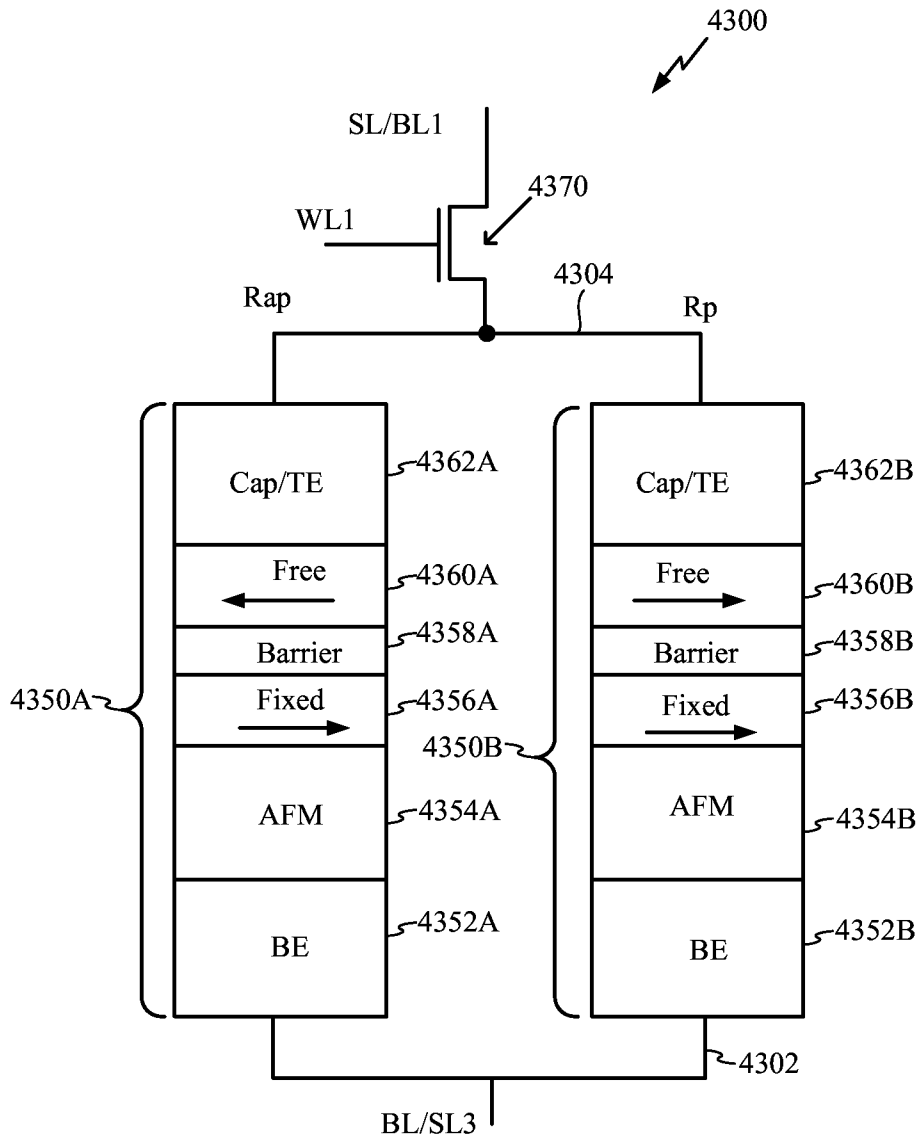 4300
SL/BL1
4370
WL1
4304
Rap
Rp
4362A
4362B
Cap/TE
Cap/TE
Free
4360A
Free
4360B
4358A
4358B
Barrier
Barrier
4350A
Fixed
4356A
Fixed
4356B
4350B
AFM
4354A
AFM
4354B
4352A
4352B
BE
BE
4302
BL/SL3